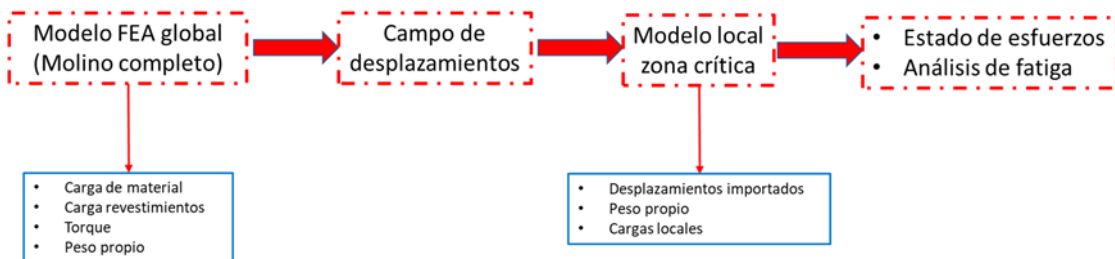 Modelo FEA global
(Molino completo)
Campo de
desplazamientos
Modelo local
zona crítica
• Estado de esfuerzos
• Análisis de fatiga
• Carga de material
• Carga revestimientos
• Torque
• Peso propio
• Desplazamientos importados
• Peso propio
• Cargas locales